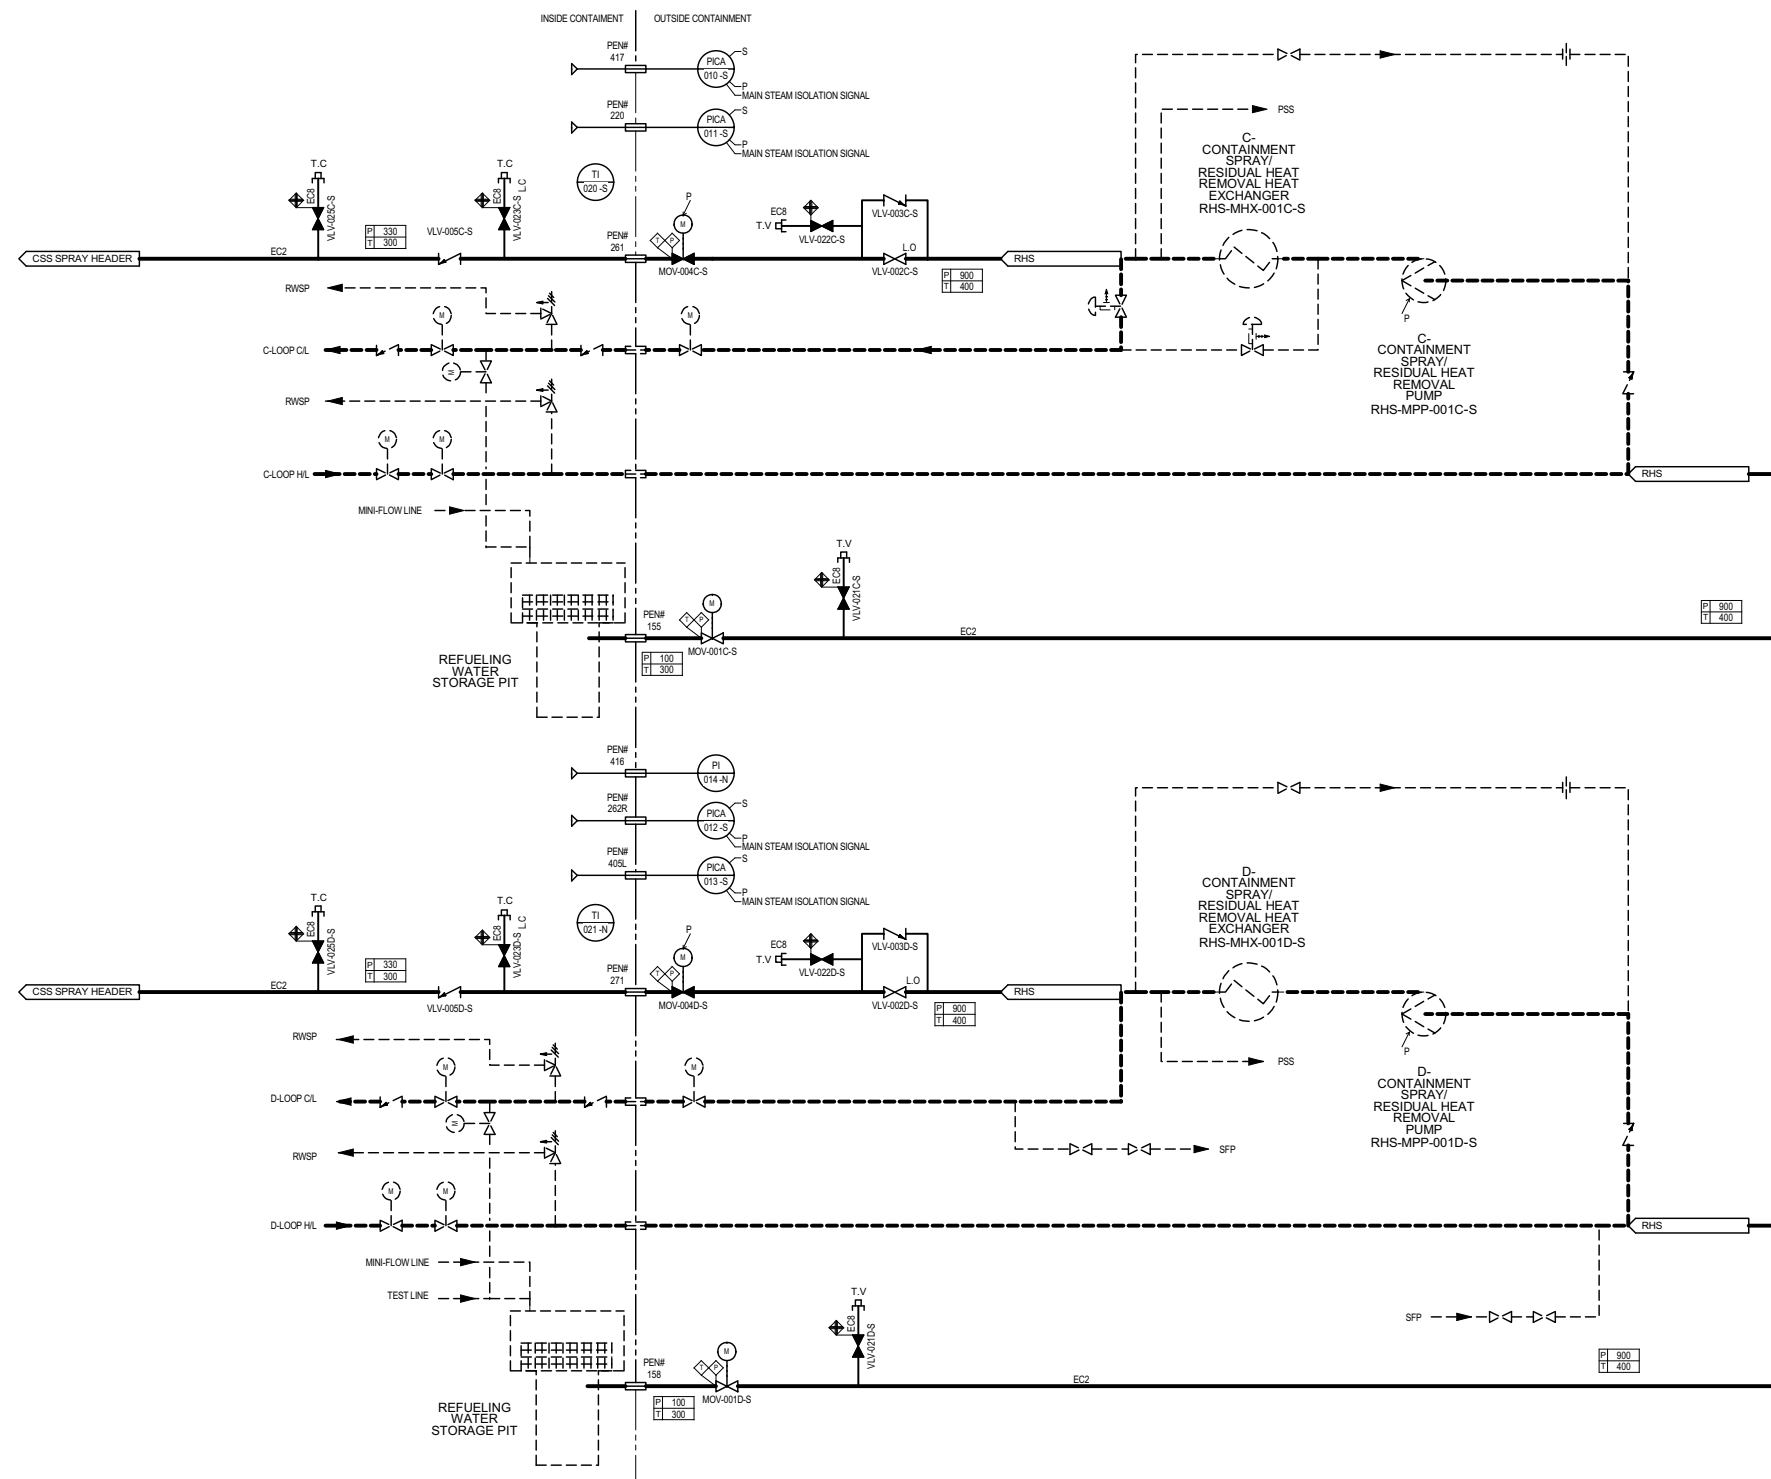 INSIDE CONTAIMENT
OUTSIDE CONTAINMENT
PEN#
417
PICA
010 -S
S
P
MAIN STEAM ISOLATION SIGNAL
PEN#
220
PICA
011 -S
S
P
MAIN STEAM ISOLATION SIGNAL
PSS
C-
CONTAINMENT
SPRAY/
RESIDUAL HEAT
REMOVAL HEAT
EXCHANGER
RHS-MHX-001C-S
T.C
EC8
VLV-025C-S
T.C
EC8
L.C
VLV-023C-S
TI
020 -S
P 330
T 300
VLV-005C-S
PEN#
261
P
M
T
P
MOV-004C-S
EC8
T.V
VLV-022C-S
VLV-003C-S
L.O
VLV-002C-S
P 900
T 400
CSS SPRAY HEADER
EC2
RHS
P
RWSP
M
M
C-LOOP C/L
M
C-
CONTAINMENT
SPRAY/
RESIDUAL HEAT
REMOVAL
PUMP
RHS-MPP-001C-S
RWSP
M
M
C-LOOP H/L
RHS
MINI-FLOW LINE
T.V
EC8
VLV-021C-S
PEN#
155
M
T
P
MOV-001C-S
EC2
P 900
T 400
P 100
T 300
REFUELING
WATER
STORAGE PIT
PEN#
416
PI
014 -N
PEN#
262R
PICA
012 -S
S
P
MAIN STEAM ISOLATION SIGNAL
PEN#
405L
PICA
013 -S
S
P
MAIN STEAM ISOLATION SIGNAL
D-
CONTAINMENT
SPRAY/
RESIDUAL HEAT
REMOVAL HEAT
EXCHANGER
RHS-MHX-001D-S
T.C
EC8
VLV-025D-S
T.C
EC8
L.C
VLV-023D-S
TI
021 -N
P 330
T 300
VLV-005D-S
PEN#
271
P
M
T
P
MOV-004D-S
EC8
T.V
VLV-022D-S
VLV-003D-S
L.O
VLV-002D-S
P 900
T 400
CSS SPRAY HEADER
EC2
RHS
P
RWSP
M
M
PSS
D-LOOP C/L
M
D-
CONTAINMENT
SPRAY/
RESIDUAL HEAT
REMOVAL
PUMP
RHS-MPP-001D-S
RWSP
SFP
M
M
D-LOOP H/L
RHS
MINI-FLOW LINE
TEST LINE
SFP
T.V
EC8
VLV-021D-S
PEN#
158
M
T
P
MOV-001D-S
EC2
P 900
T 400
P 100
T 300
REFUELING
WATER
STORAGE PIT